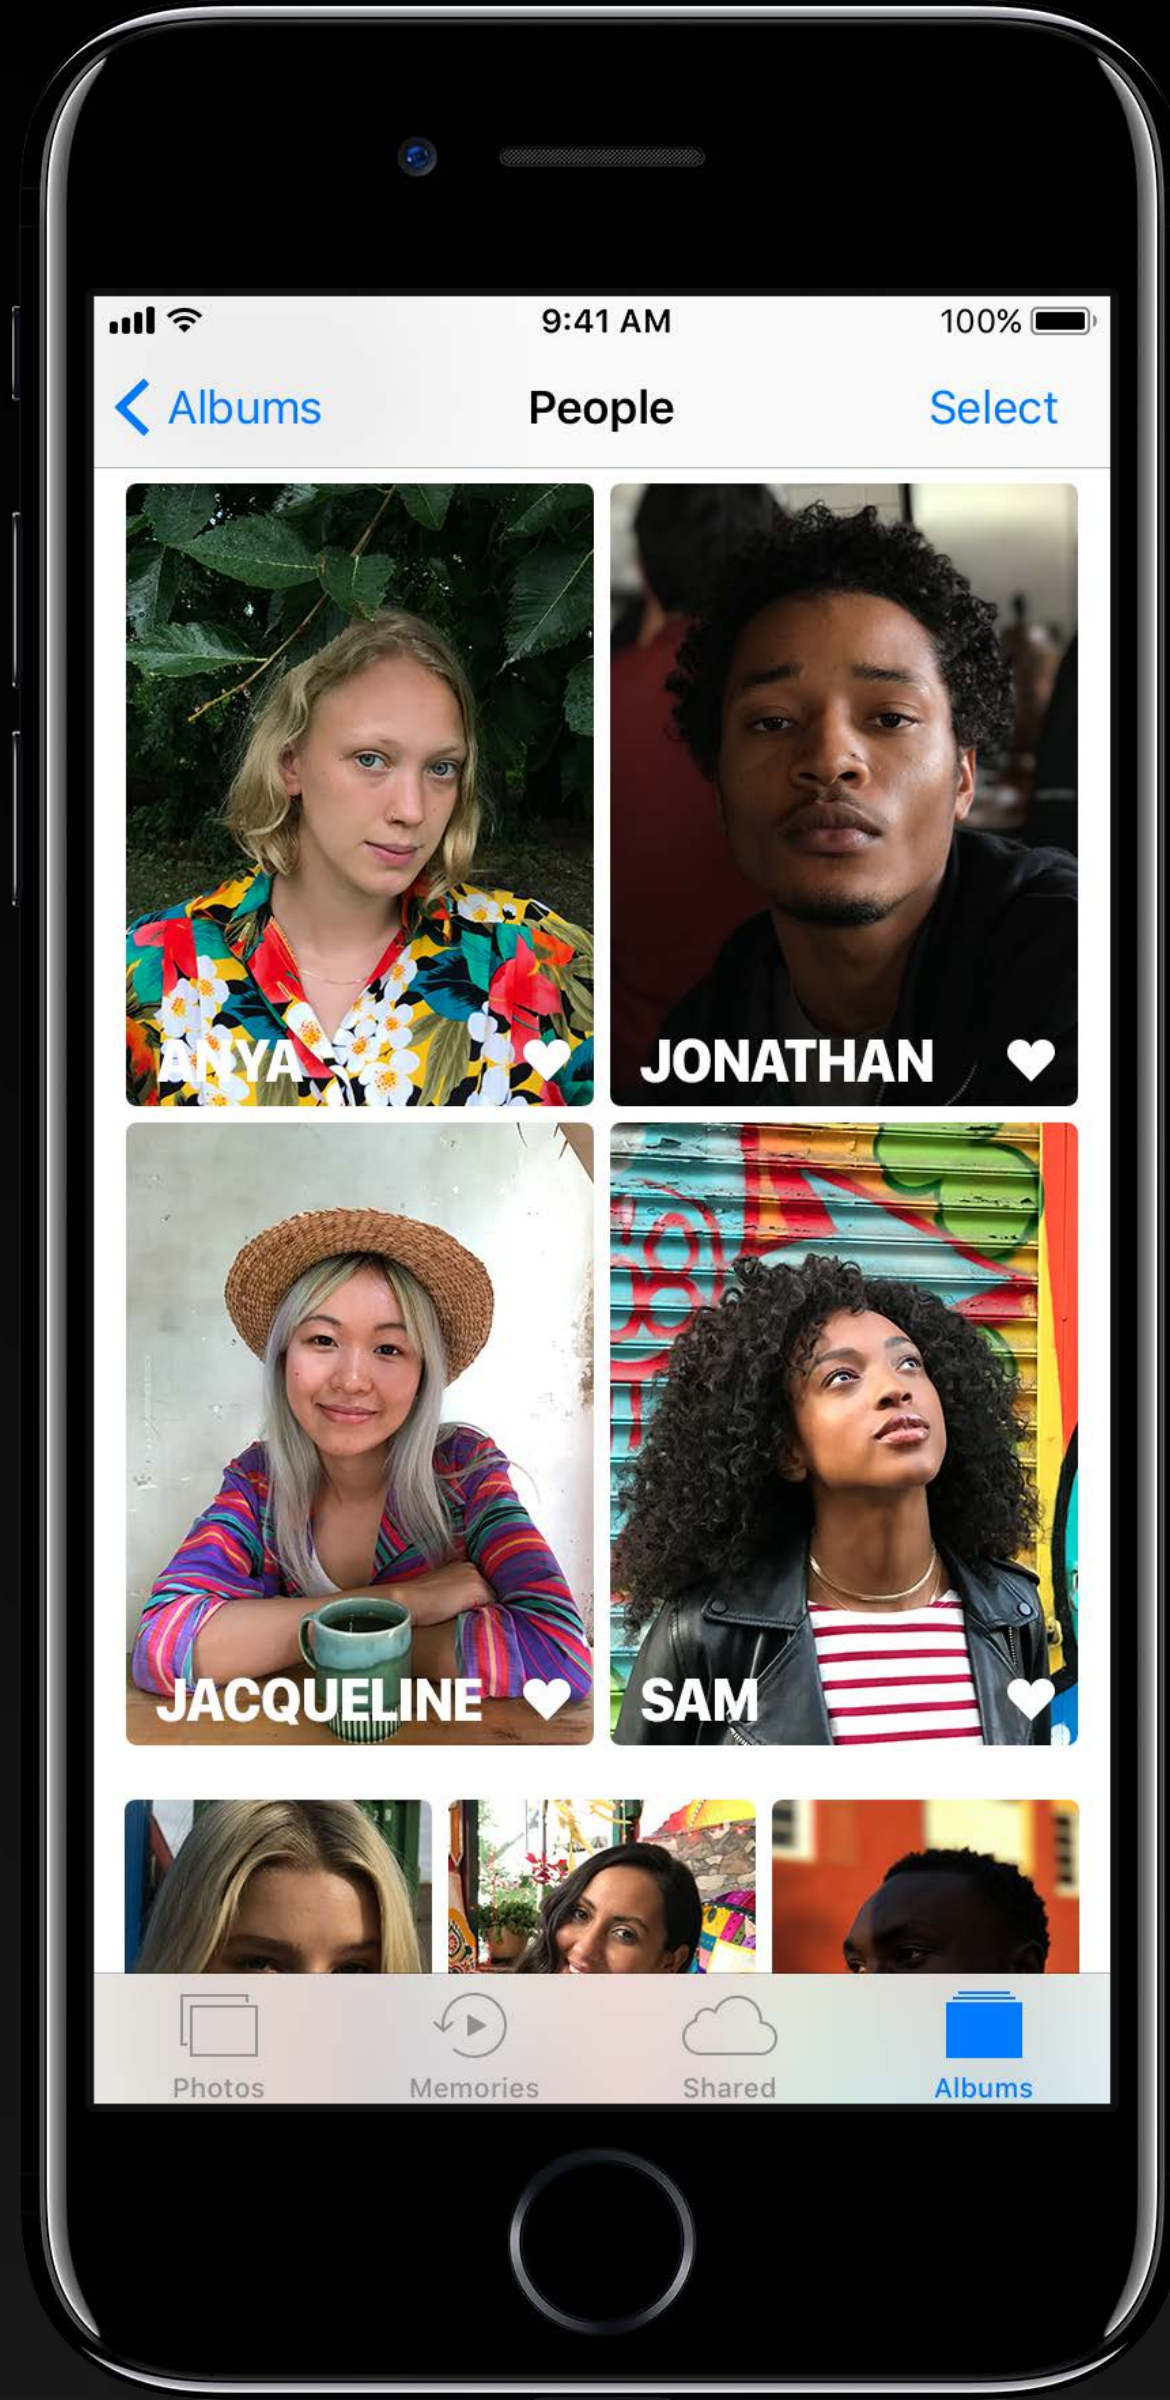 9:41 AM
100%
Albums
People
Select
ANYA
JONATHAN
JACQUELINE
SAM
Photos
Memories
Shared
Albums